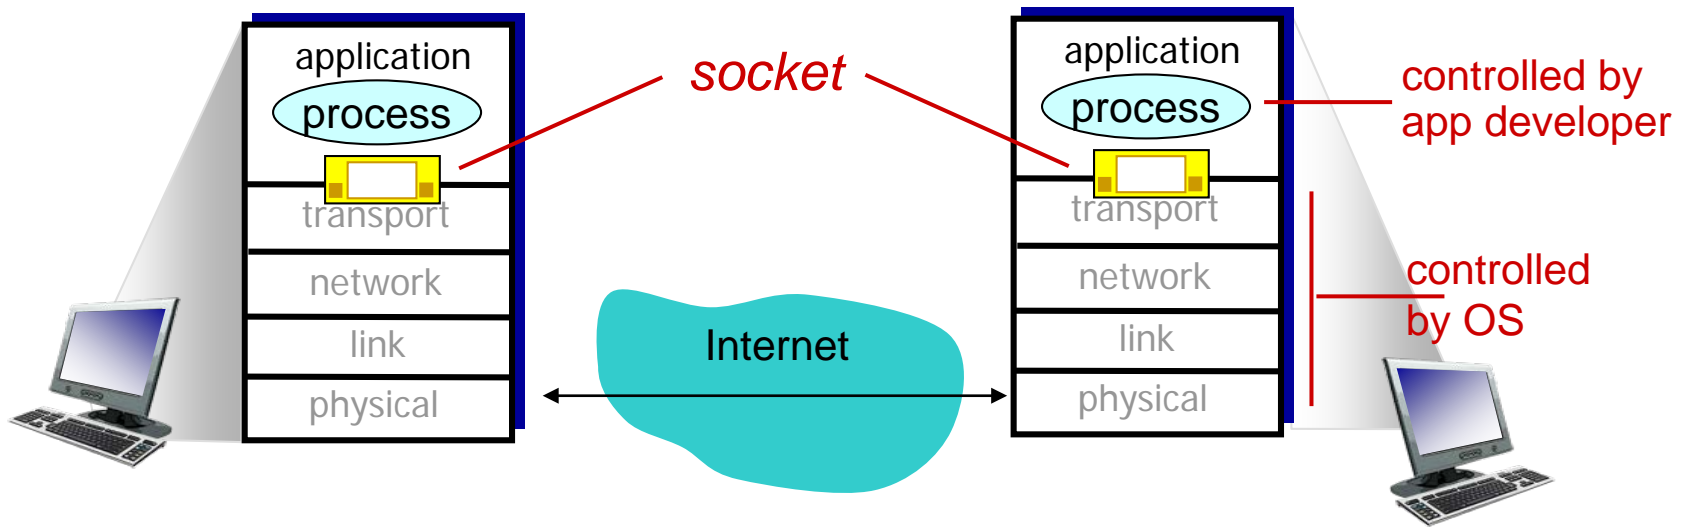 application
process
transport
network
link
physical
socket
Internet
application
process
transport
network
link
physical
controlled by
app developer
controlled
by OS